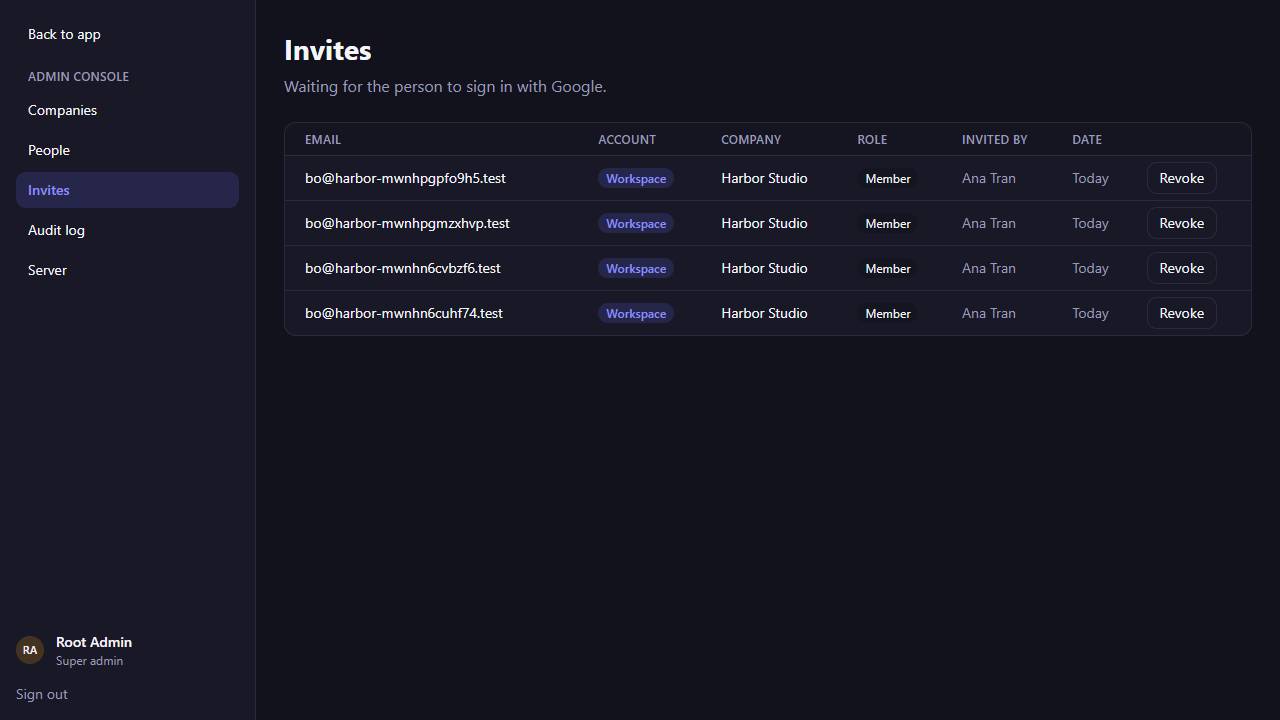 Back to app
ADMIN CONSOLE
Companies
People
Invites
Audit log
Server
RA
Root Admin
Super admin
Sign out
Invites
Waiting for the person to sign in with Google.
EMAIL ACCOUNT COMPANY ROLE INVITED BY DATE
bo@harbor-mwnhpgpfo9h5.test Workspace Harbor Studio Member Ana Tran Today Revoke
bo@harbor-mwnhpgmzxhvp.test Workspace Harbor Studio Member Ana Tran Today Revoke
bo@harbor-mwnhn6cvbzf6.test Workspace Harbor Studio Member Ana Tran Today Revoke
bo@harbor-mwnhn6cuhf74.test Workspace Harbor Studio Member Ana Tran Today Revoke